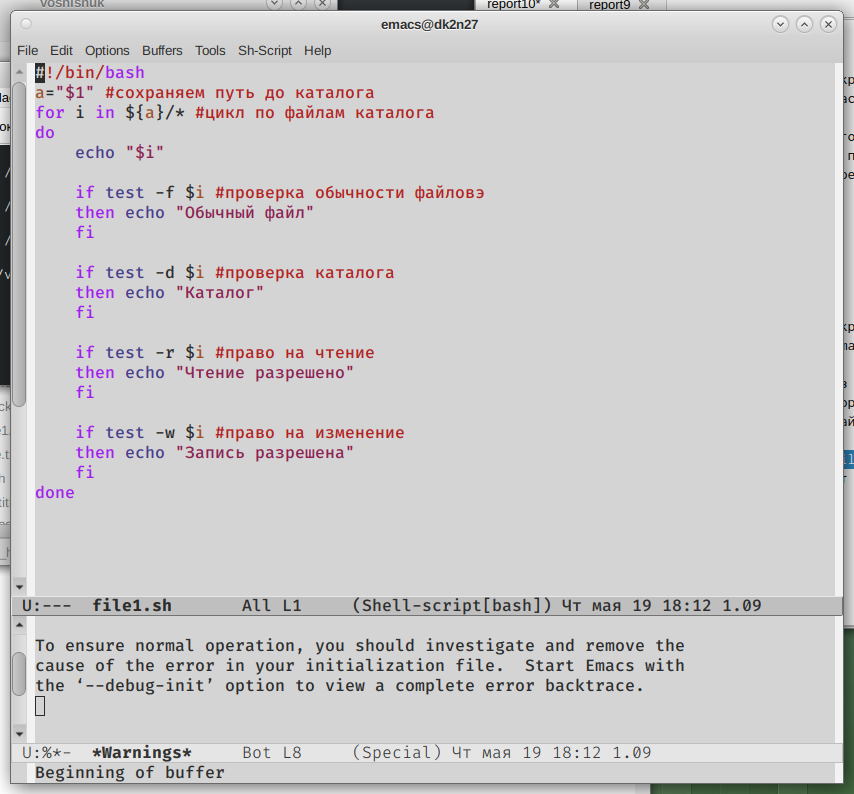 Yoshishuk
report10*
report9
emacs@dk2n27
File Edit Options Buffers Tools Sh-Script Help
#!/bin/bash
a="$1" #сохраняем путь до каталога
for i in ${a}/* #цикл по файлам каталога
do
echo "$i"
if test -f $i #проверка обычности файловэ
then echo "Обычный файл"
fi
if test -d $i #проверка каталога
then echo "Каталог"
fi
if test -r $i #право на чтение
then echo "Чтение разрешено"
fi
if test -w $i #право на изменение
then echo "Запись разрешена"
fi
done
U:--- file1.sh All L1 (Shell-script[bash]) Чт мая 19 18:12 1.09
To ensure normal operation, you should investigate and remove the
cause of the error in your initialization file. Start Emacs with
the ‘--debug-init’ option to view a complete error backtrace.
U:%*- *Warnings* Bot L8 (Special) Чт мая 19 18:12 1.09
Beginning of buffer